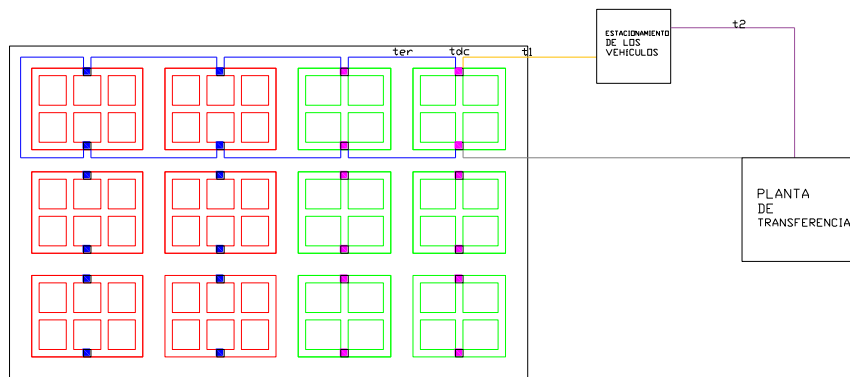 t2
ESTACIONAMIENTO
DE LOS
VEHICULOS
ter
tdc
t1
PLANTA
DE
TRANSFERENCIA